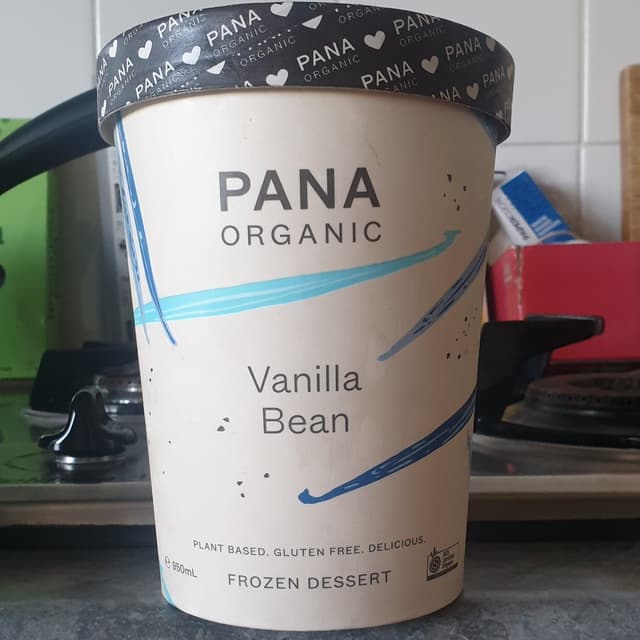 PANA
ORGANIC
PANA
ORGANIC
Vanilla
Bean
PLANT BASED. GLUTEN FREE. DELICIOUS.
℮ 950mL
FROZEN DESSERT